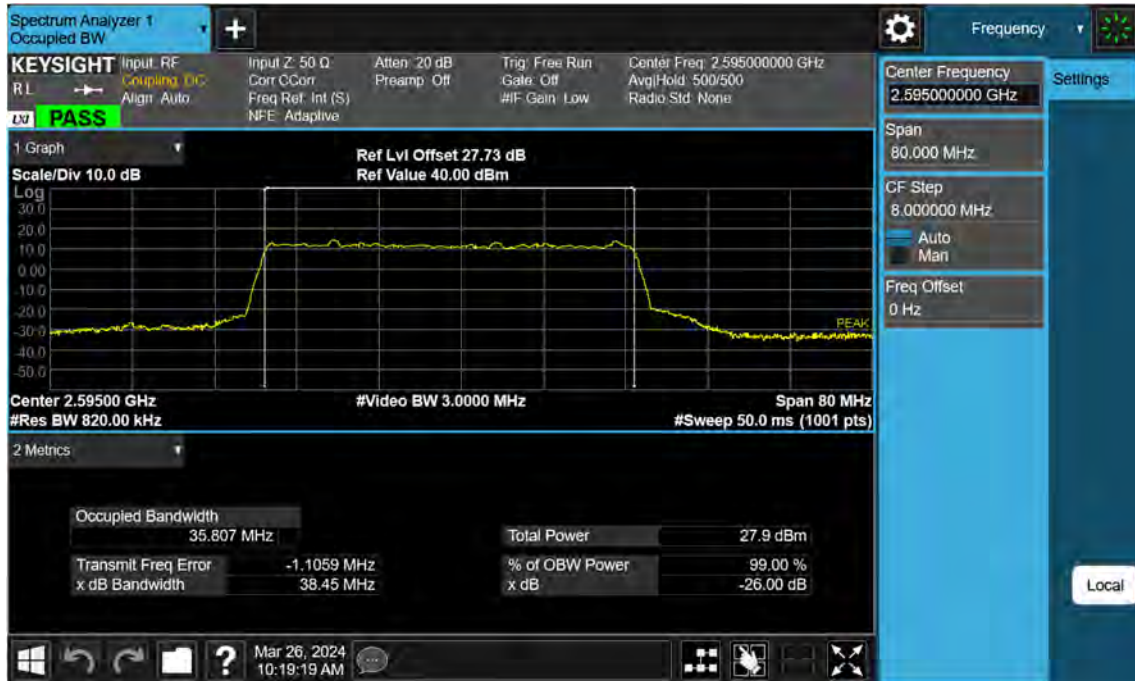 Spectrum Analyzer 1
Occupied BW
+
Frequency
KEYSIGHT Input: RF Input Z: 50 Ω Atten: 20 dB Trig: Free Run Center Freq: 2.595000000 GHz
RL Coupling: DC Corr CCorr Preamp: Off Gate: Off Avg|Hold: 500/500
Align: Auto Freq Ref: Int (S) #IF Gain: Low Radio Std: None
LXI PASS NFE: Adaptive
Center Frequency
2.595000000 GHz
Settings
Span
80.000 MHz
CF Step
8.000000 MHz
Auto
Man
Freq Offset
0 Hz
Local
1 Graph
Ref Lvl Offset 27.73 dB
Scale/Div 10.0 dB Ref Value 40.00 dBm
Log
30.0
20.0
10.0
0.00
-10.0
-20.0
-30.0
-40.0
-50.0
PEAK
Center 2.59500 GHz #Video BW 3.0000 MHz Span 80 MHz
#Res BW 820.00 kHz #Sweep 50.0 ms (1001 pts)
2 Metrics
Occupied Bandwidth
35.807 MHz Total Power 27.9 dBm
Transmit Freq Error -1.1059 MHz % of OBW Power 99.00 %
x dB Bandwidth 38.45 MHz x dB -26.00 dB
? Mar 26, 2024
10:19:19 AM